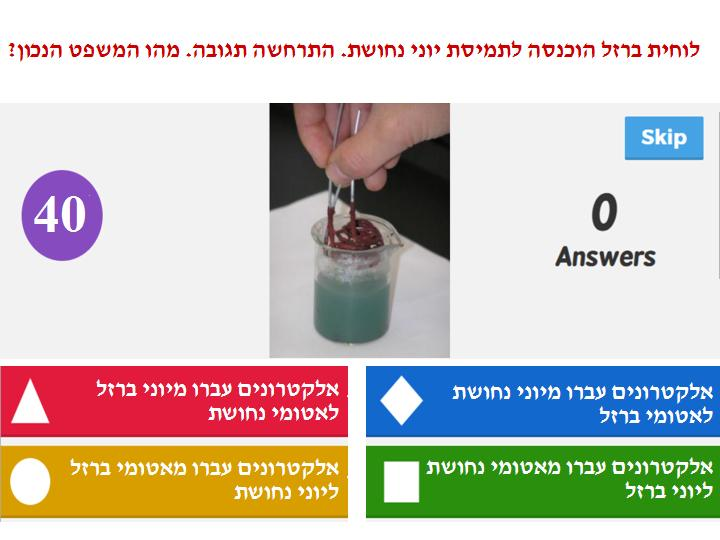 לוחית ברזל הוכנסה לתמיסת יוני נחושת. התרחשה תגובה. מהו המשפט הנכון?
Skip
40
0
Answers
אלקטרונים עברו מיוני ברזל
לאטומי נחושת
אלקטרונים עברו מיוני נחושת
לאטומי ברזל
אלקטרונים עברו מאטומי ברזל
ליוני נחושת
אלקטרונים עברו מאטומי נחושת
ליוני ברזל